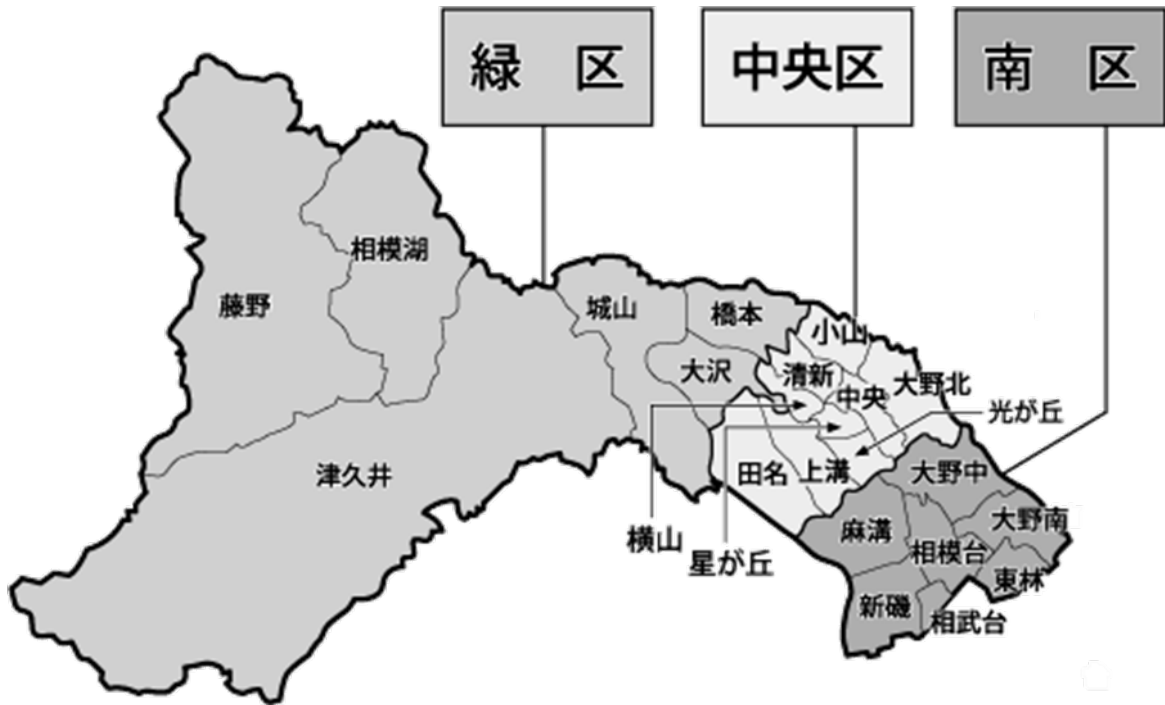 緑 区
中央区
南 区
相模湖
藤野
城山
橋本
小山
大沢
清新
中央
大野北
光が丘
津久井
田名
上溝
大野中
横山
星が丘
麻溝
大野南
相模台
東林
新磯
相武台